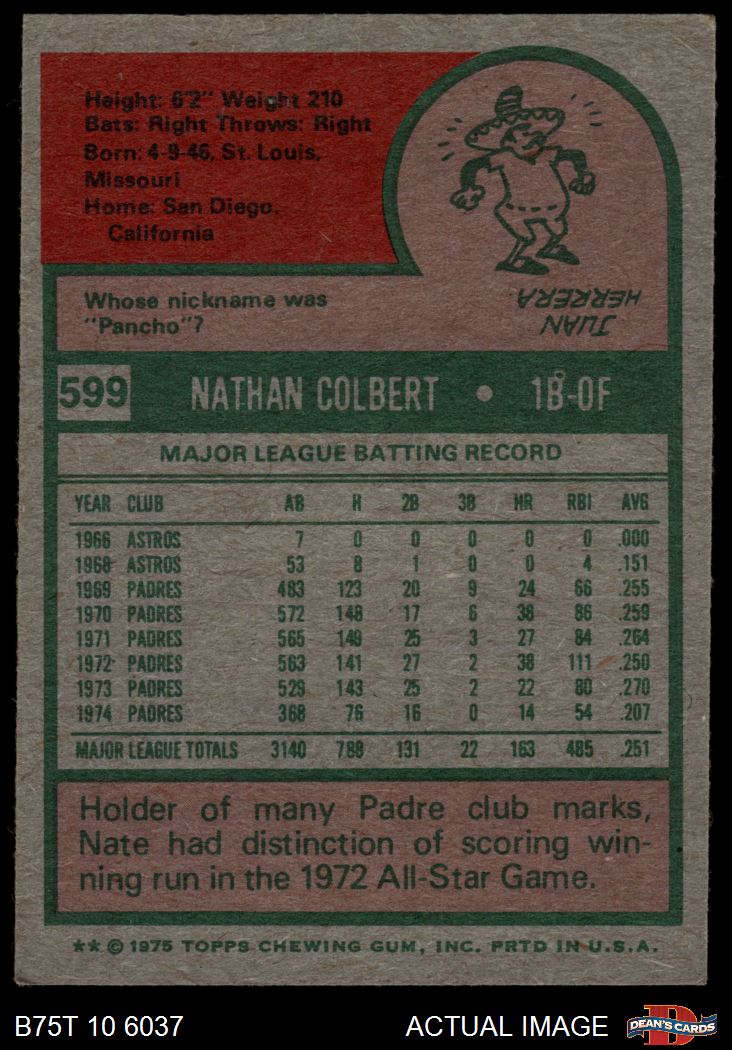 Height: 6'2" Weight 210
Bats: Right Throws: Right
Born: 4-9-46, St. Louis,
Missouri
Home: San Diego,
California
Whose nickname was
"Pancho"?
JUAN
HERRERA.
599 NATHAN COLBERT • 1B-OF
MAJOR LEAGUE BATTING RECORD
YEAR CLUB AB H 2B 3B HR RBI AVG
1966 ASTROS 7 0 0 0 0 0 .000
1968 ASTROS 53 8 1 0 0 4 .151
1969 PADRES 483 123 20 9 24 66 .255
1970 PADRES 572 148 17 6 38 86 .259
1971 PADRES 565 149 25 3 27 84 .264
1972 PADRES 563 141 27 2 38 111 .250
1973 PADRES 529 143 25 2 22 80 .270
1974 PADRES 368 76 16 0 14 54 .207
MAJOR LEAGUE TOTALS 3140 788 131 22 163 485 .251
Holder of many Padre club marks,
Nate had distinction of scoring win-
ning run in the 1972 All-Star Game.
** © 1975 TOPPS CHEWING GUM, INC. PRTD IN U.S.A.
B75T 10 6037 ACTUAL IMAGE D DEAN'S CARDS